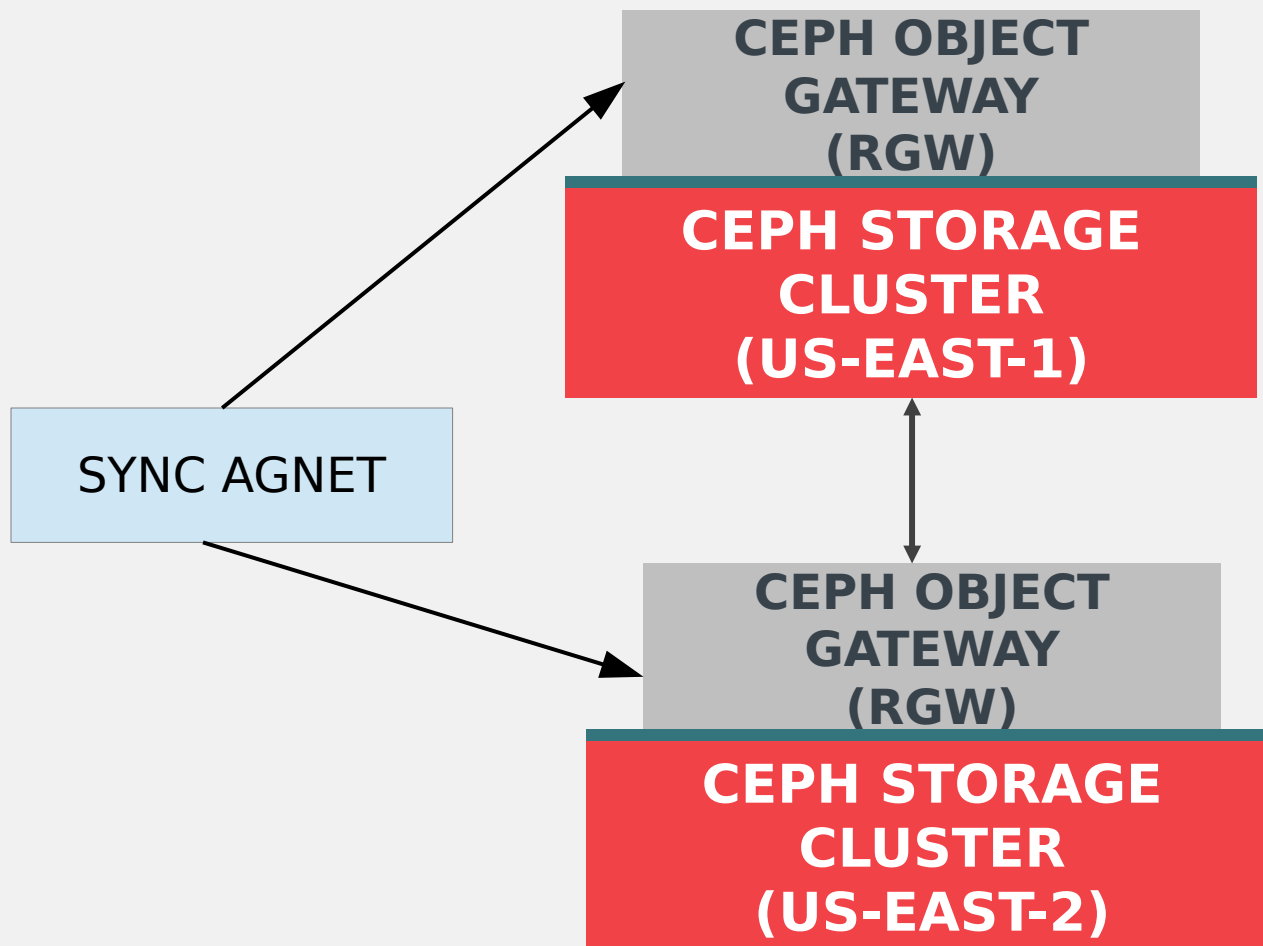 CEPH OBJECT
GATEWAY
(RGW)
CEPH STORAGE
CLUSTER
(US-EAST-1)
SYNC AGNET
CEPH OBJECT
GATEWAY
(RGW)
CEPH STORAGE
CLUSTER
(US-EAST-2)